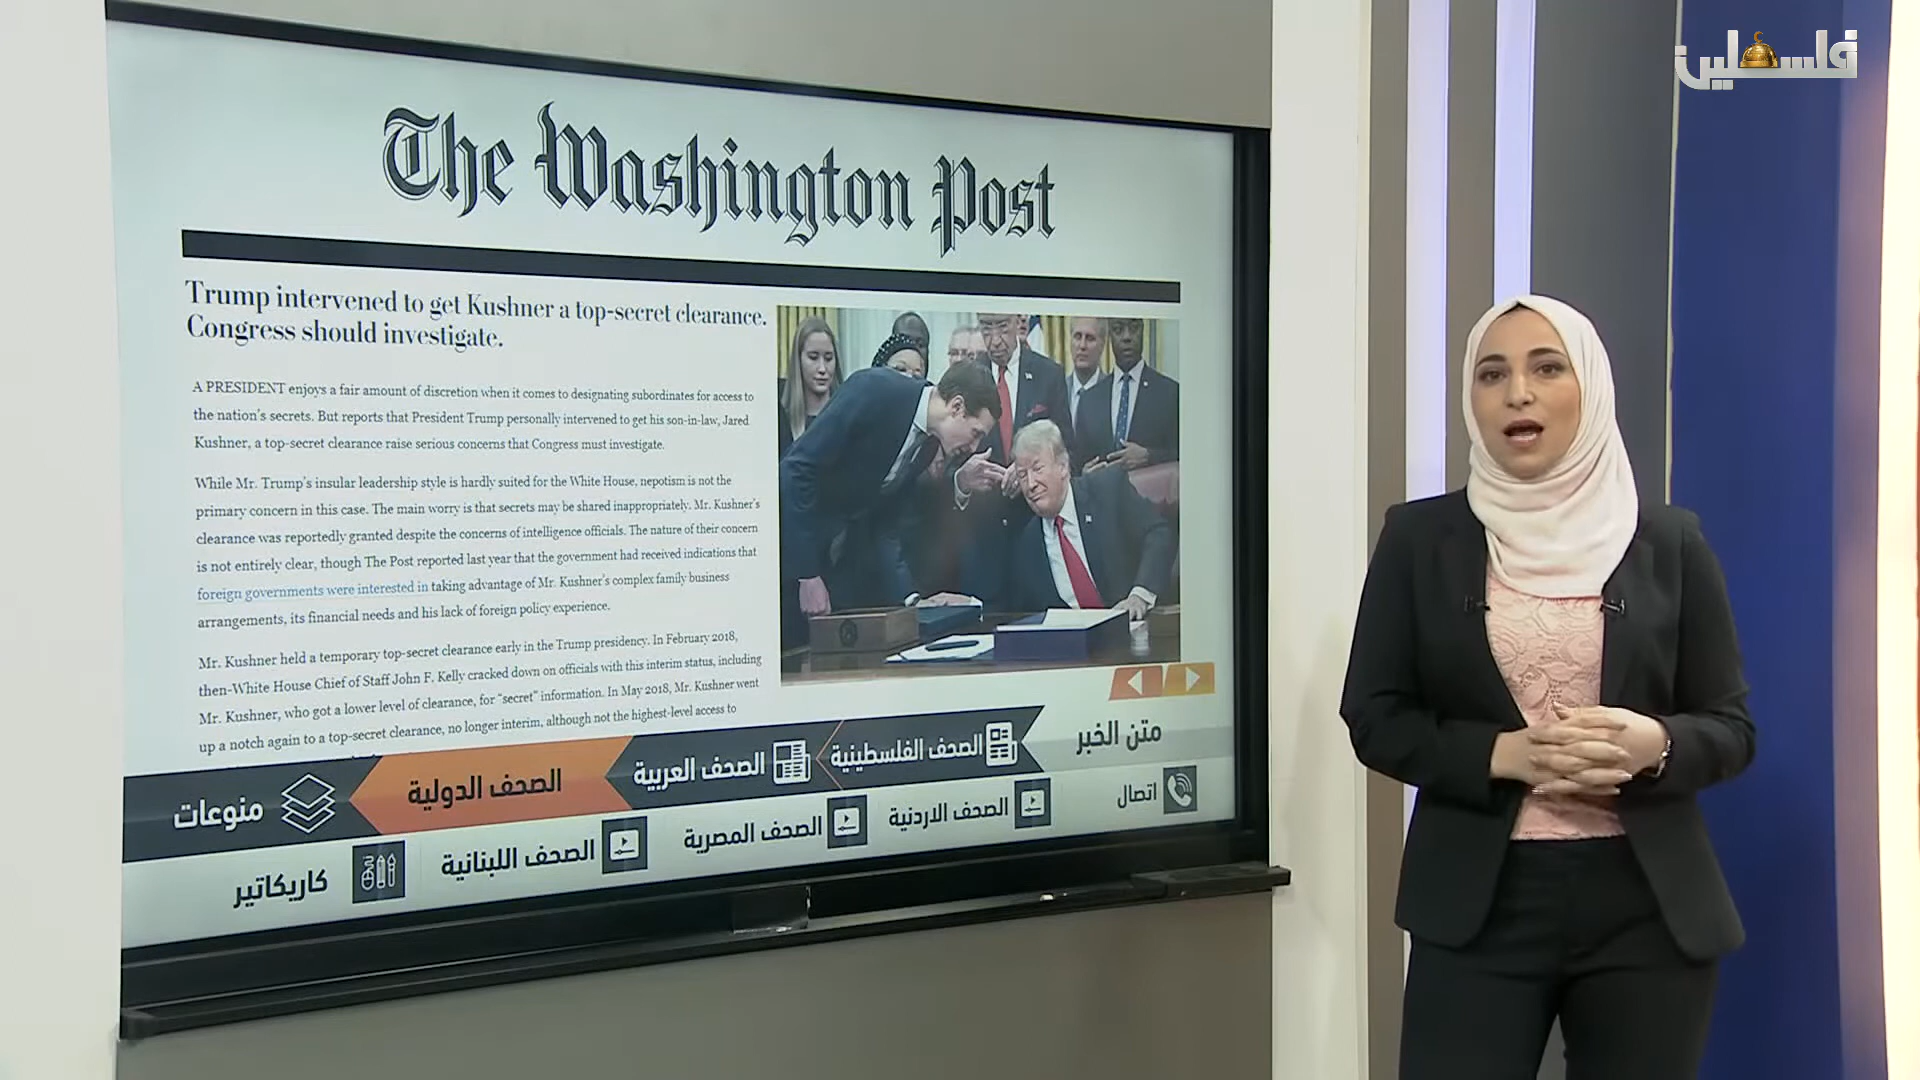 فلسطين
The Washington Post
Trump intervened to get Kushner a top-secret clearance.
Congress should investigate.
A PRESIDENT enjoys a fair amount of discretion when it comes to designating subordinates for access to
the nation's secrets. But reports that President Trump personally intervened to get his son-in-law, Jared
Kushner, a top-secret clearance raise serious concerns that Congress must investigate.
While Mr. Trump's insular leadership style is hardly suited for the White House, nepotism is not the
primary concern in this case. The main worry is that secrets may be shared inappropriately. Mr. Kushner's
clearance was reportedly granted despite the concerns of intelligence officials. The nature of their concern
is not entirely clear, though The Post reported last year that the government had received indications that
foreign governments were interested in taking advantage of Mr. Kushner's complex family business
arrangements, its financial needs and his lack of foreign policy experience.
Mr. Kushner held a temporary top-secret clearance early in the Trump presidency. In February 2018,
then-White House Chief of Staff John F. Kelly cracked down on officials with this interim status, including
Mr. Kushner, who got a lower level of clearance, for “secret” information. In May 2018, Mr. Kushner went
up a notch again to a top-secret clearance, no longer interim, although not the highest-level access to
متن الخبر
الصحف الفلسطينية
الصحف العربية
الصحف الدولية
منوعات
اتصال
الصحف الاردنية
الصحف المصرية
الصحف اللبنانية
كاريكاتير